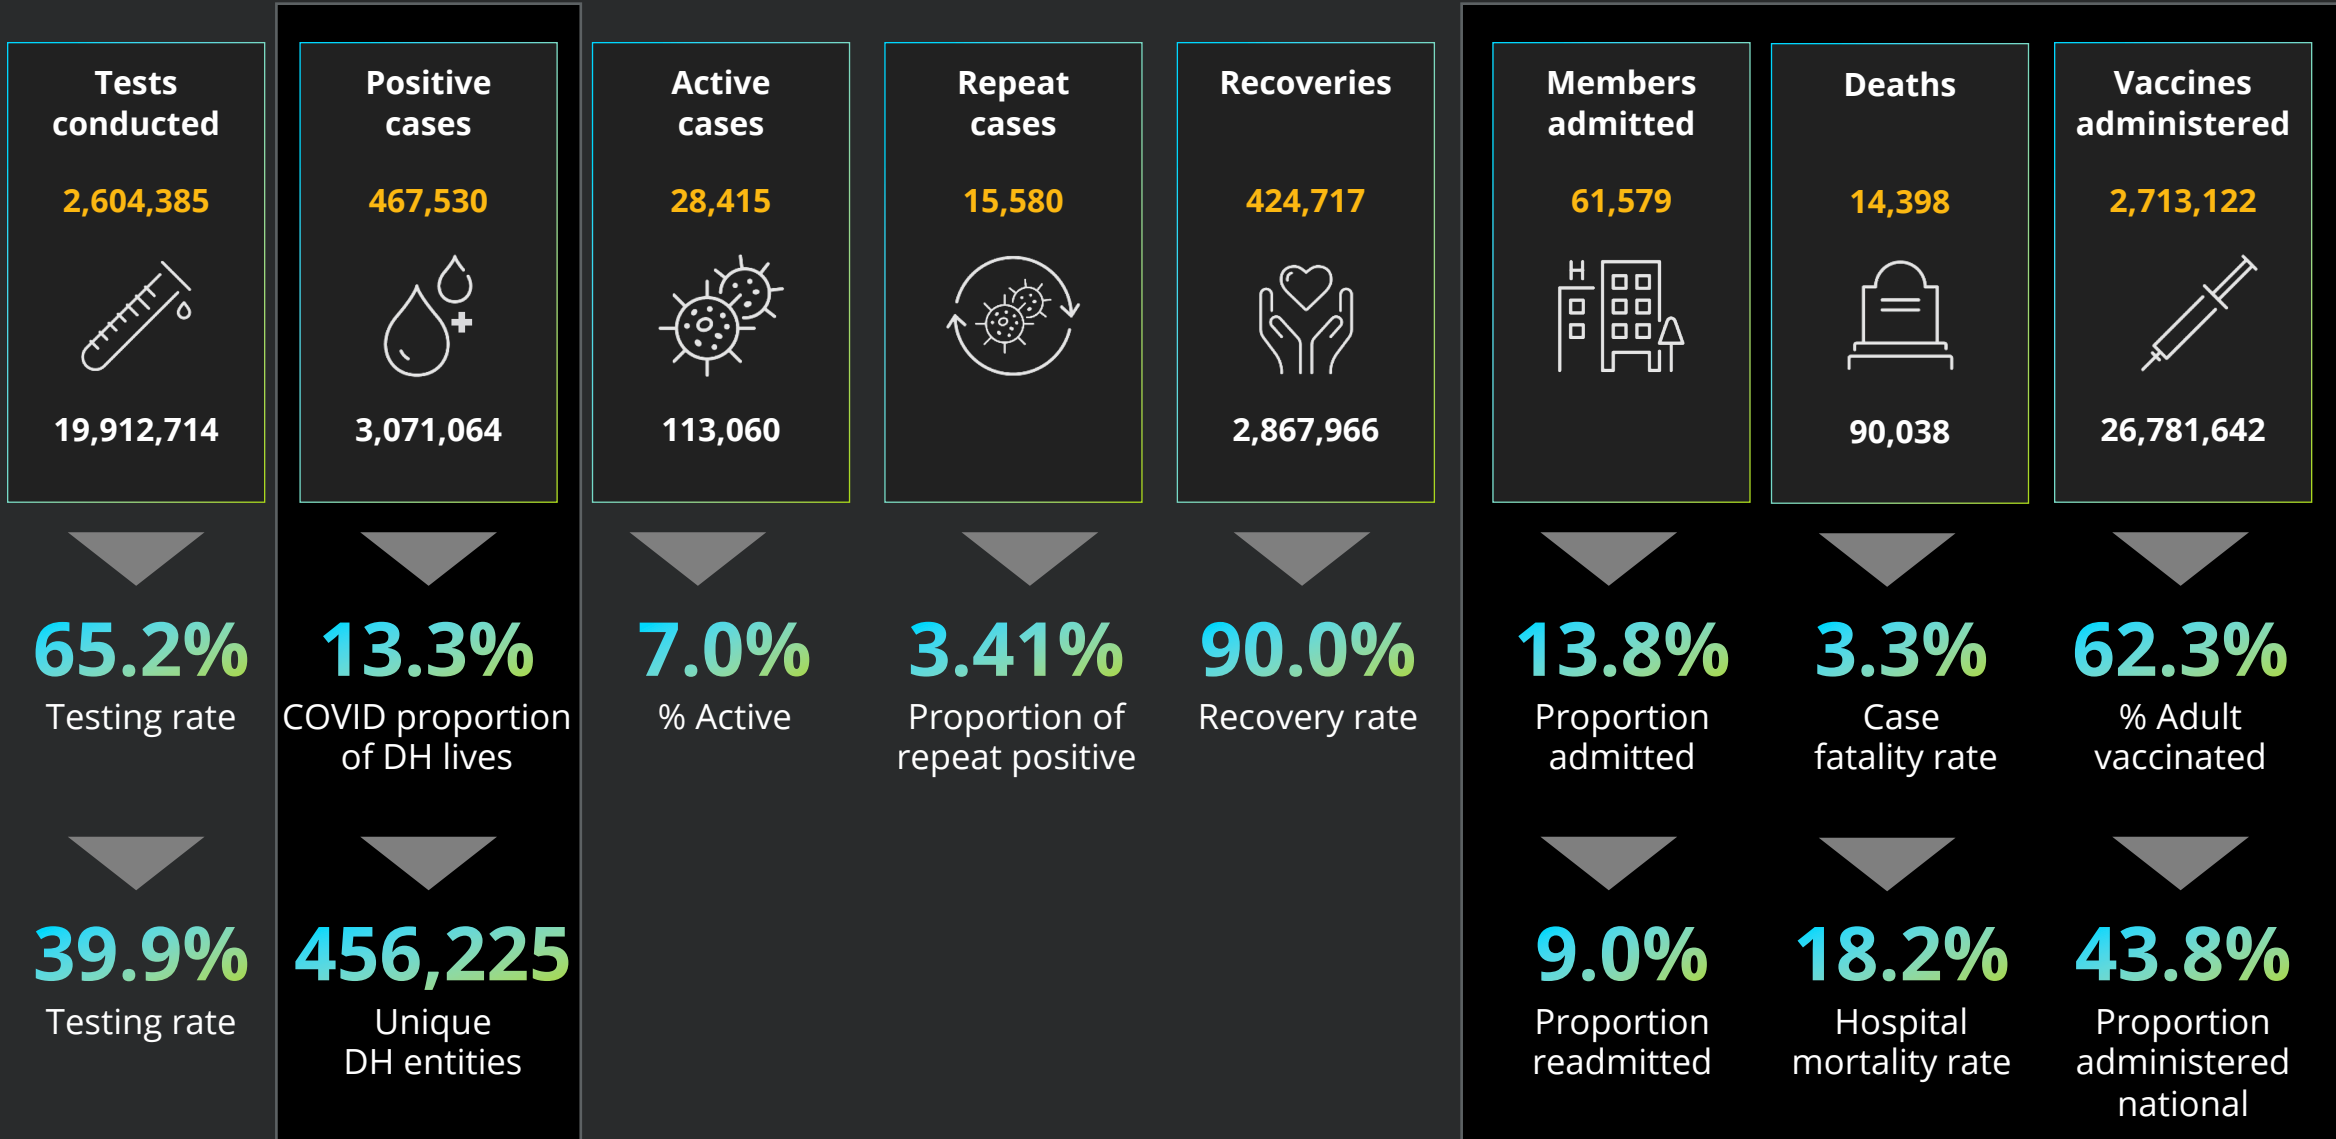 Tests
conducted
2,604,385
19,912,714
65.2%
Testing rate
39.9%
Testing rate
Positive
cases
467,530
3,071,064
13.3%
COVID proportion
of DH lives
456,225
Unique
DH entities
Active
cases
28,415
113,060
7.0%
% Active
Repeat
cases
15,580
3.41%
Proportion of
repeat positive
Recoveries
424,717
2,867,966
90.0%
Recovery rate
Members
admitted
61,579
H
13.8%
Proportion
admitted
9.0%
Proportion
readmitted
Deaths
14,398
90,038
3.3%
Case
fatality rate
18.2%
Hospital
mortality rate
Vaccines
administered
2,713,122
26,781,642
62.3%
% Adult
vaccinated
43.8%
Proportion
administered
national